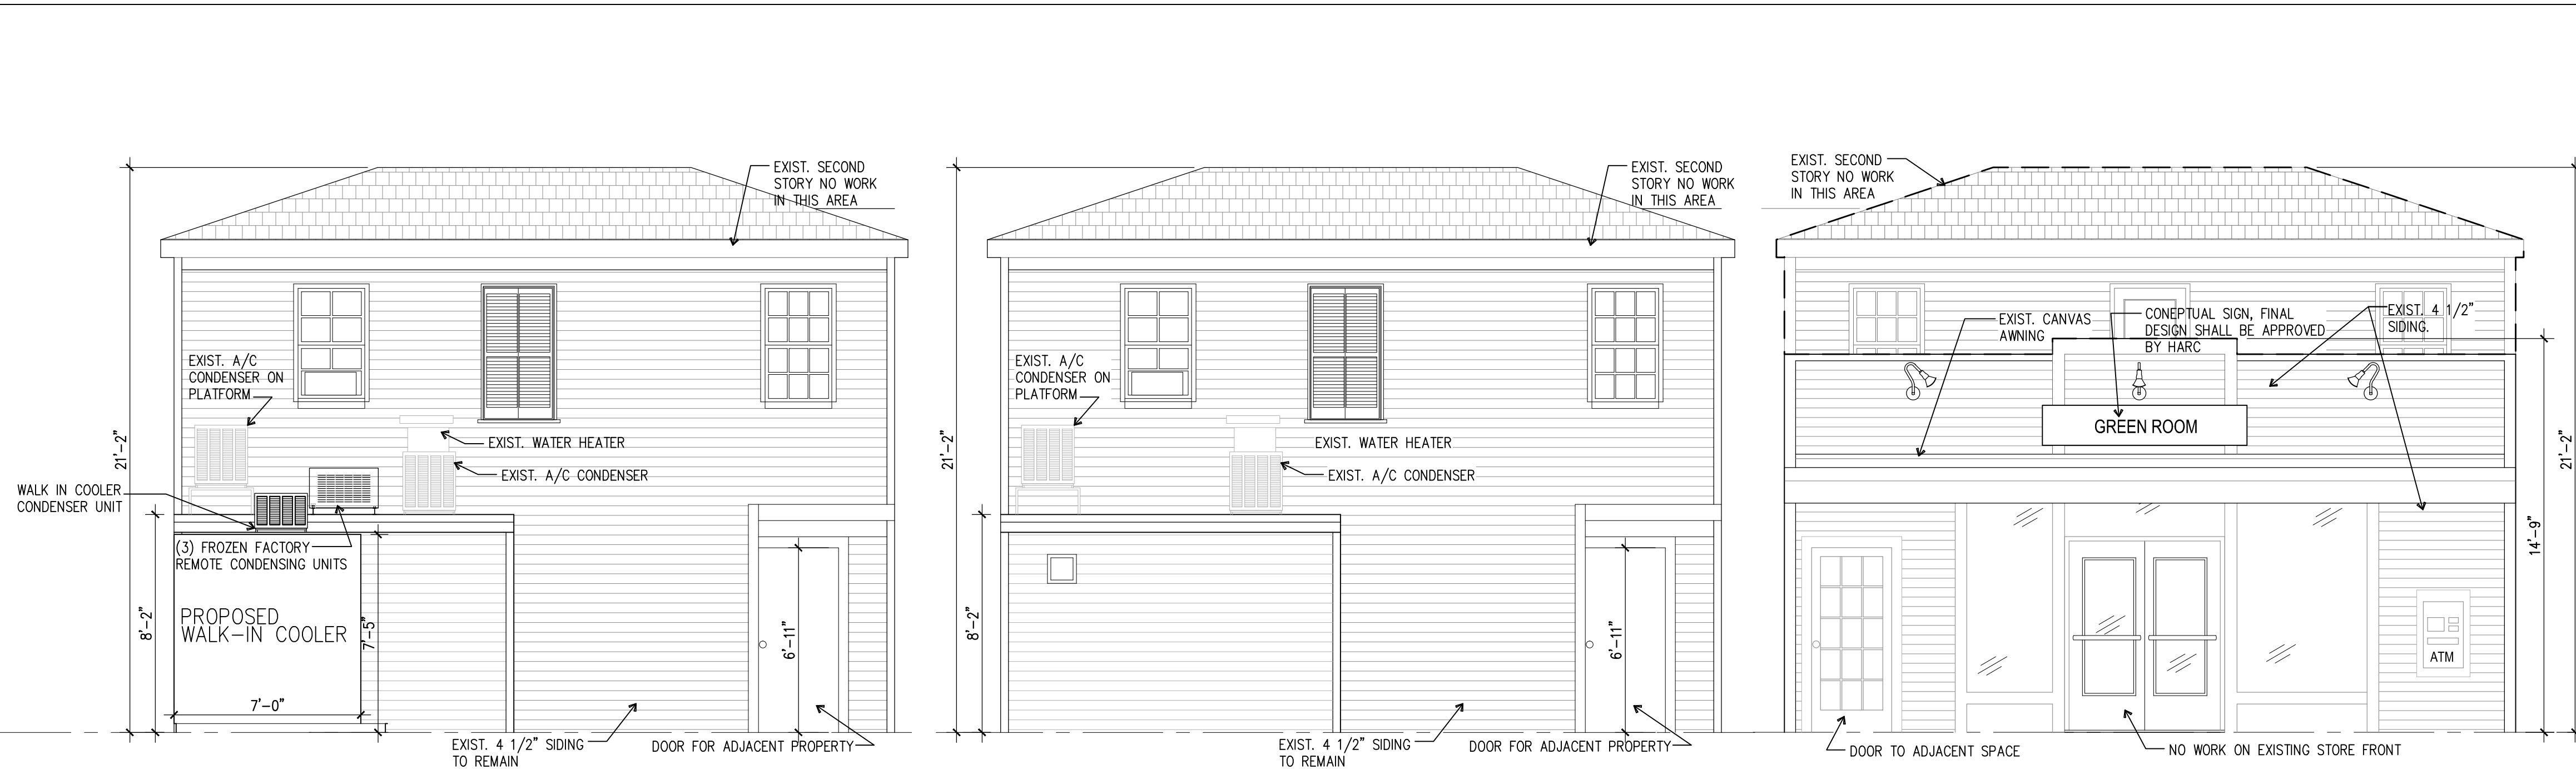 EXIST. SECOND
STORY NO WORK
IN THIS AREA
EXIST. A/C
CONDENSER ON
PLATFORM
EXIST. WATER HEATER
EXIST. A/C CONDENSER
WALK IN COOLER
CONDENSER UNIT
(3) FROZEN FACTORY
REMOTE CONDENSING UNITS
PROPOSED
WALK-IN COOLER
21'-2"
8'-2"
7'-5"
7'-0"
6'-11"
EXIST. 4 1/2" SIDING
TO REMAIN
DOOR FOR ADJACENT PROPERTY
EXIST. SECOND
STORY NO WORK
IN THIS AREA
EXIST. A/C
CONDENSER ON
PLATFORM
EXIST. WATER HEATER
EXIST. A/C CONDENSER
21'-2"
8'-2"
6'-11"
EXIST. 4 1/2" SIDING
TO REMAIN
DOOR FOR ADJACENT PROPERTY
EXIST. SECOND
STORY NO WORK
IN THIS AREA
EXIST. CANVAS
AWNING
CONEPTUAL SIGN, FINAL
DESIGN SHALL BE APPROVED
BY HARC
EXIST. 4 1/2"
SIDING.
GREEN ROOM
21'-2"
14'-9"
ATM
DOOR TO ADJACENT SPACE
NO WORK ON EXISTING STORE FRONT